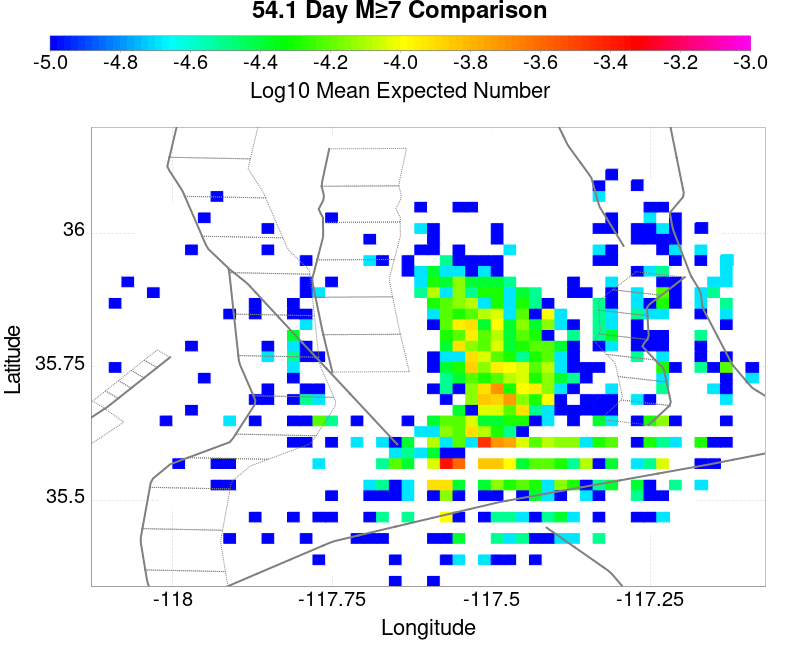 54.1 Day M≥7 Comparison
-5.0 -4.8 -4.6 -4.4 -4.2 -4.0 -3.8 -3.6 -3.4 -3.2 -3.0
Log10 Mean Expected Number
36
35.75
35.5
Latitude
-118 -117.75 -117.5 -117.25
Longitude